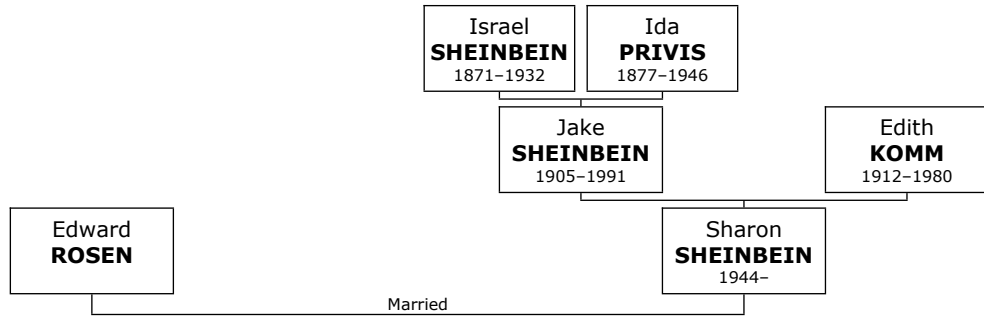 Israel
SHEINBEIN
1871–1932
Ida
PRIVIS
1877–1946
Jake
SHEINBEIN
1905–1991
Edith
KOMM
1912–1980
Edward
ROSEN
Sharon
SHEINBEIN
1944–
Married